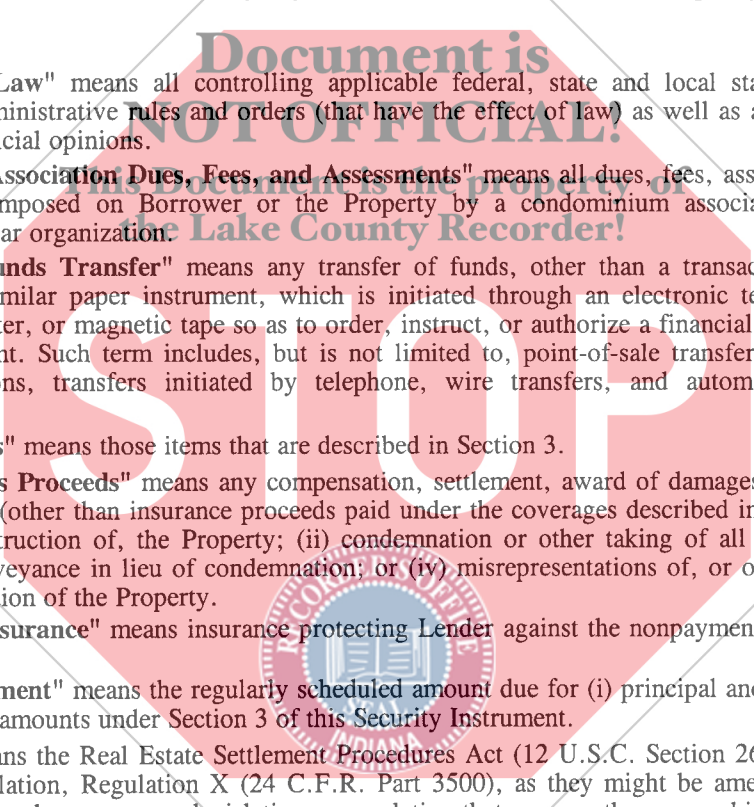 Document is
Law" means all controlling applicable federal, state and local sta
ministrative rules and orders (that have the effect of law) as well as a
NOT OFFICIAL!
icial opinions.
Association Dues, Fees, and Assessments" means all dues, fees, ass
This Document is the property of
imposed on Borrower or the Property by a condominium associa
ar organization.
the Lake County Recorder!
unds Transfer" means any transfer of funds, other than a transac
milar paper instrument, which is initiated through an electronic te
ter, or magnetic tape so as to order, instruct, or authorize a financial
nt. Such term includes, but is not limited to, point-of-sale transfer
ons, transfers initiated by telephone, wire transfers, and autom
STOP
s" means those items that are described in Section 3.
s Proceeds" means any compensation, settlement, award of damages
(other than insurance proceeds paid under the coverages described in
truction of, the Property; (ii) condemnation or other taking of all
veyance in lieu of condemnation; or (iv) misrepresentations of, or o
ion of the Property.
RECORDER'S OFFICE
surance" means insurance protecting Lender against the nonpayment
SEAL
ment" means the regularly scheduled amount due for (i) principal and
amounts under Section 3 of this Security Instrument.
INDIANA
ans the Real Estate Settlement Procedures Act (12 U.S.C. Section 26
lation, Regulation X (24 C.F.R. Part 3500), as they might be ame